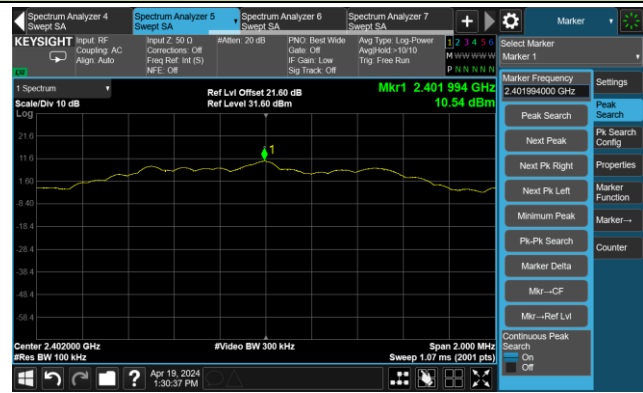 Spectrum Analyzer 4
Swept SA
Spectrum Analyzer 5
Swept SA
Spectrum Analyzer 6
Swept SA
Spectrum Analyzer 7
Swept SA
+
Marker
KEYSIGHT
Input: RF
Coupling: AC
Align: Auto
Input Z: 50 Ω
Corrections: Off
Freq Ref: Int (S)
NFE: Off
#Atten: 20 dB
PNO: Best Wide
Gate: Off
IF Gain: Low
Sig Track: Off
Avg Type: Log-Power
Avg|Hold:>10/10
Trig: Free Run
1 2 3 4 5 6
M W W W W W
P N N N N N
LXI
Select Marker
Marker 1
1 Spectrum
Scale/Div 10 dB
Log
Ref Lvl Offset 21.60 dB
Ref Level 31.60 dBm
Mkr1 2.401 994 GHz
10.54 dBm
21.6
11.6
1.60
-8.40
-18.4
-28.4
-38.4
-48.4
-58.4
1
Center 2.402000 GHz
#Res BW 100 kHz
#Video BW 300 kHz
Span 2.000 MHz
Sweep 1.07 ms (2001 pts)
Marker Frequency
2.401994000 GHz
Peak Search
Next Peak
Next Pk Right
Next Pk Left
Minimum Peak
Pk-Pk Search
Marker Delta
Mkr→CF
Mkr→Ref Lvl
Continuous Peak
Search
On
Off
Settings
Peak
Search
Pk Search
Config
Properties
Marker
Function
Marker→
Counter
?
Apr 19, 2024
1:30:37 PM